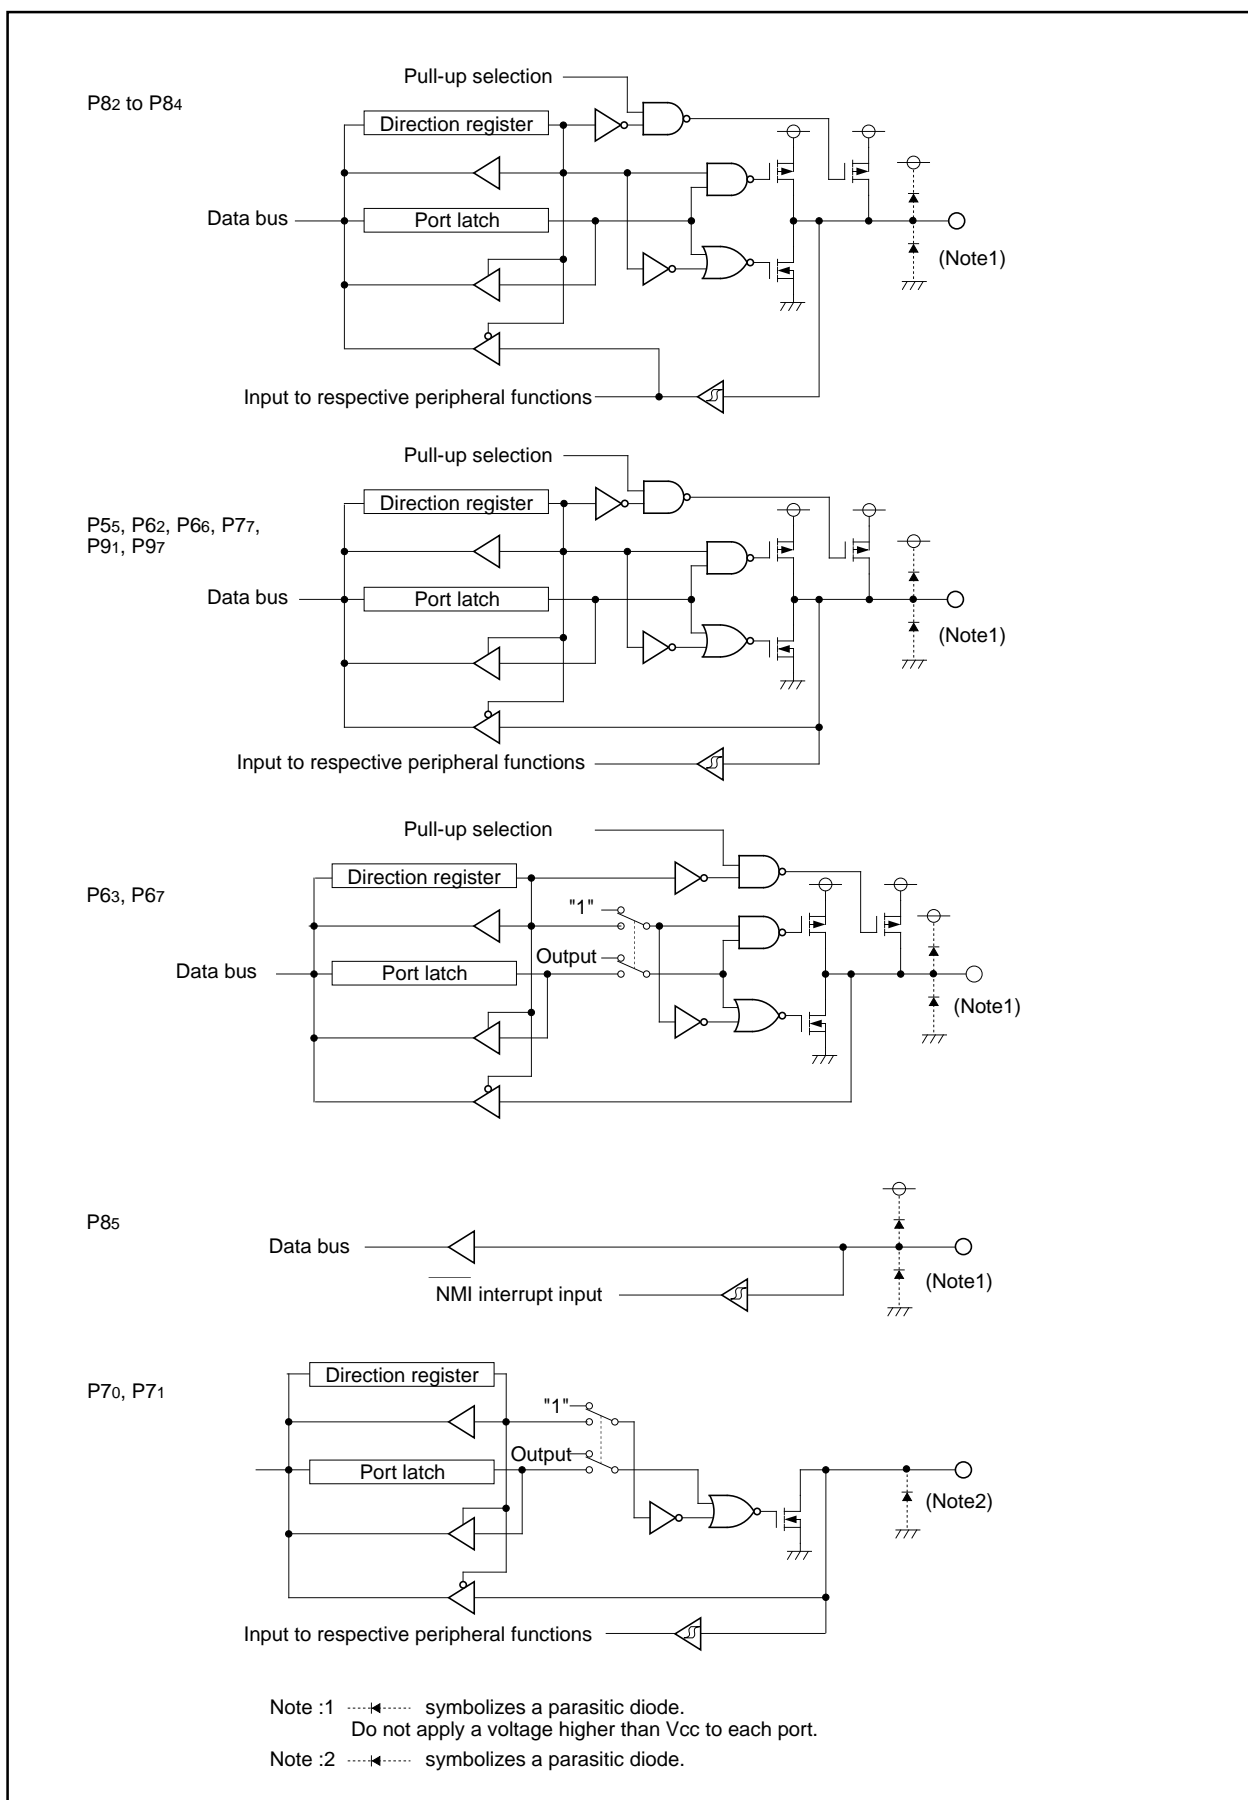 Pull-up selection
P82 to P84
Direction register
Data bus
Port latch
(Note1)
Input to respective peripheral functions
Pull-up selection
Direction register
P55, P62, P66, P77,
P91, P97
Data bus
Port latch
(Note1)
Input to respective peripheral functions
Pull-up selection
P63, P67
Direction register
"1"
Output
Data bus
Port latch
(Note1)
P85
Data bus
(Note1)
NMI interrupt input
Direction register
P70, P71
"1"
Output
Port latch
(Note2)
Input to respective peripheral functions
Note :1 symbolizes a parasitic diode.
Do not apply a voltage higher than Vcc to each port.
Note :2 symbolizes a parasitic diode.